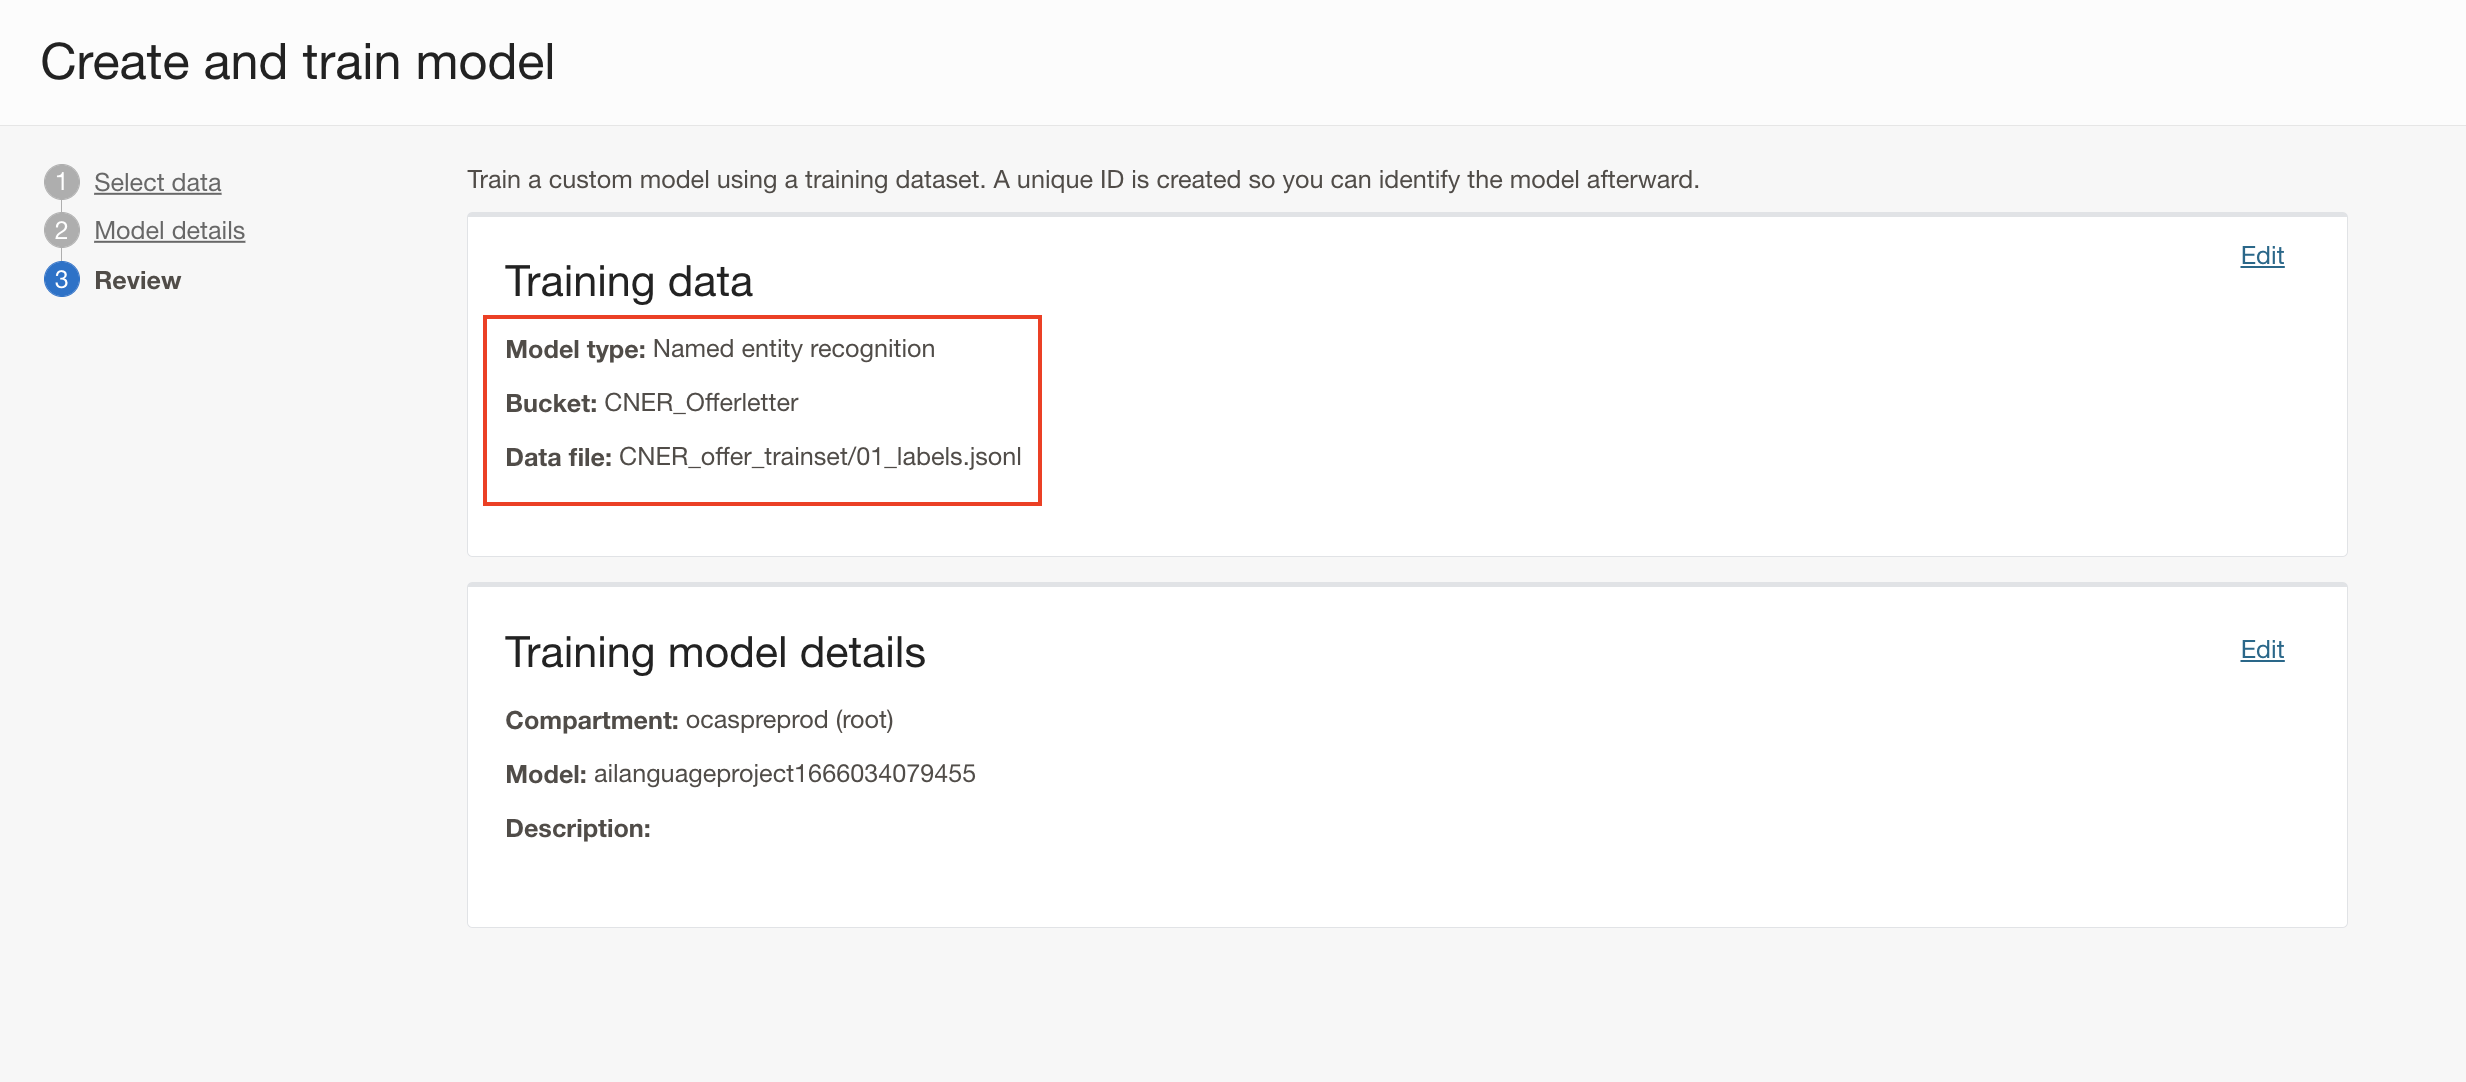 Create and train model
1 Select data
2 Model details
3 Review
Train a custom model using a training dataset. A unique ID is created so you can identify the model afterward.
Training data
Edit
Model type: Named entity recognition
Bucket: CNER_Offerletter
Data file: CNER_offer_trainset/01_labels.jsonl
Training model details
Edit
Compartment: ocaspreprod (root)
Model: ailanguageproject1666034079455
Description: